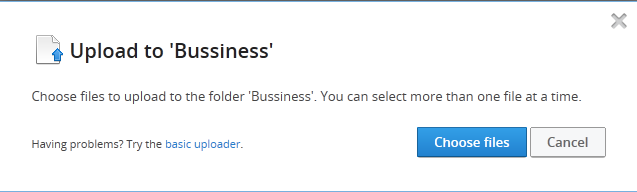 Upload to 'Bussiness'
Choose files to upload to the folder 'Bussiness'. You can select more than one file at a time.
Having problems? Try the basic uploader.
Choose files
Cancel